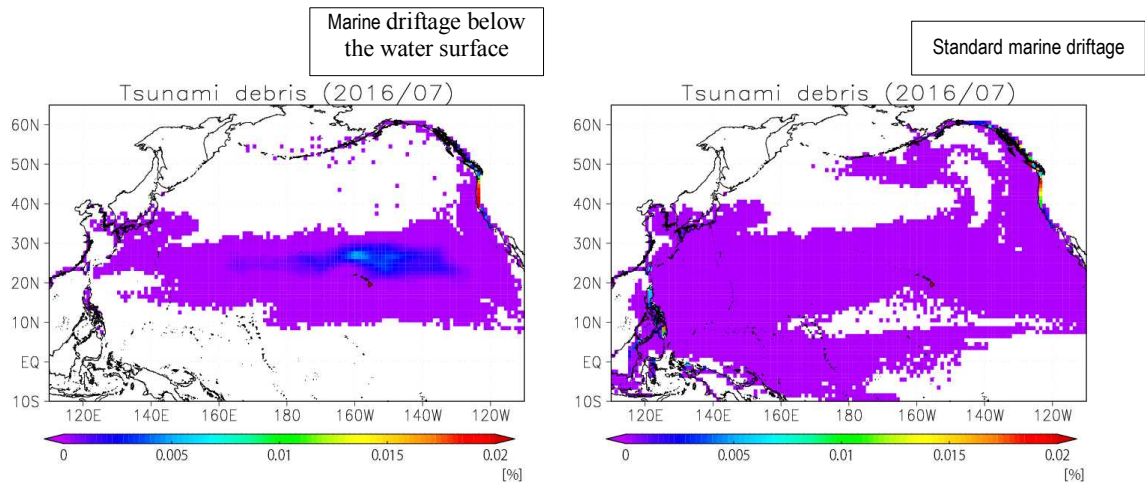 Marine driftage below
the water surface
Standard marine driftage
Tsunami debris (2016/07)
60N
50N
40N
30N
20N
10N
EQ
10S
120E 140E 160E 180 160W 140W 120W
0 0.005 0.01 0.015 0.02
[%]
Tsunami debris (2016/07)
60N
50N
40N
30N
20N
10N
EQ
10S
120E 140E 160E 180 160W 140W 120W
0 0.005 0.01 0.015 0.02
[%]